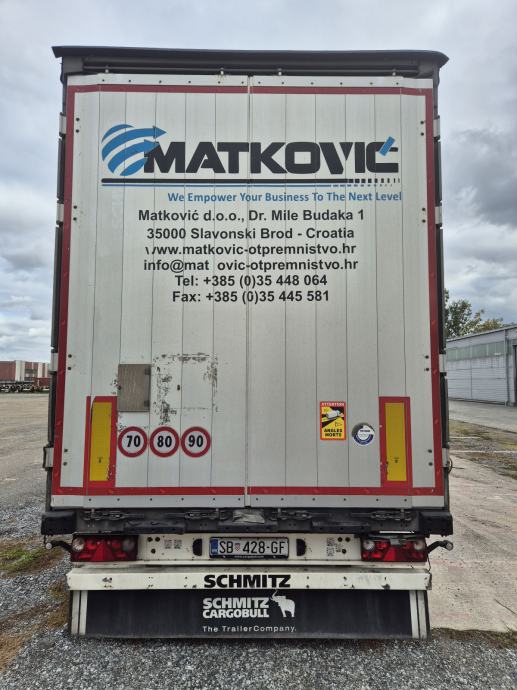 MATKOVIĆ
We Empower Your Business To The Next Level
Matković d.o.o., Dr. Mile Budaka 1
35000 Slavonski Brod - Croatia
www.matkovic-otpremnistvo.hr
info@mat ovic-otpremnistvo.hr
Tel: +385 (0)35 448 064
Fax: +385 (0)35 445 581
70 80 90
ATTENTION
ANGLES
MORTS
SB 428-GF
SCHMITZ
SCHMITZ
CARGOBULL
The TrailerCompany.